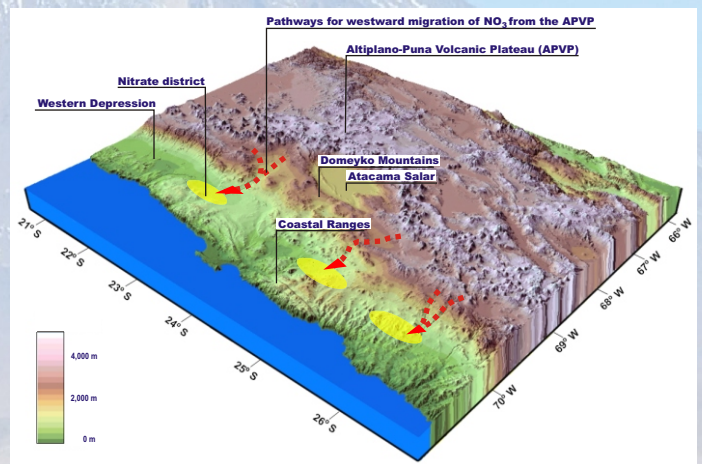 Pathways for westward migration of NO3 from the APVP
Altiplano-Puna Volcanic Plateau (APVP)
Nitrate district
Western Depression
Domeyko Mountains
Atacama Salar
Coastal Ranges
21° S
22° S
23° S
24° S
25° S
26° S
66° W
67° W
68° W
69° W
70° W
4,000 m
2,000 m
0 m